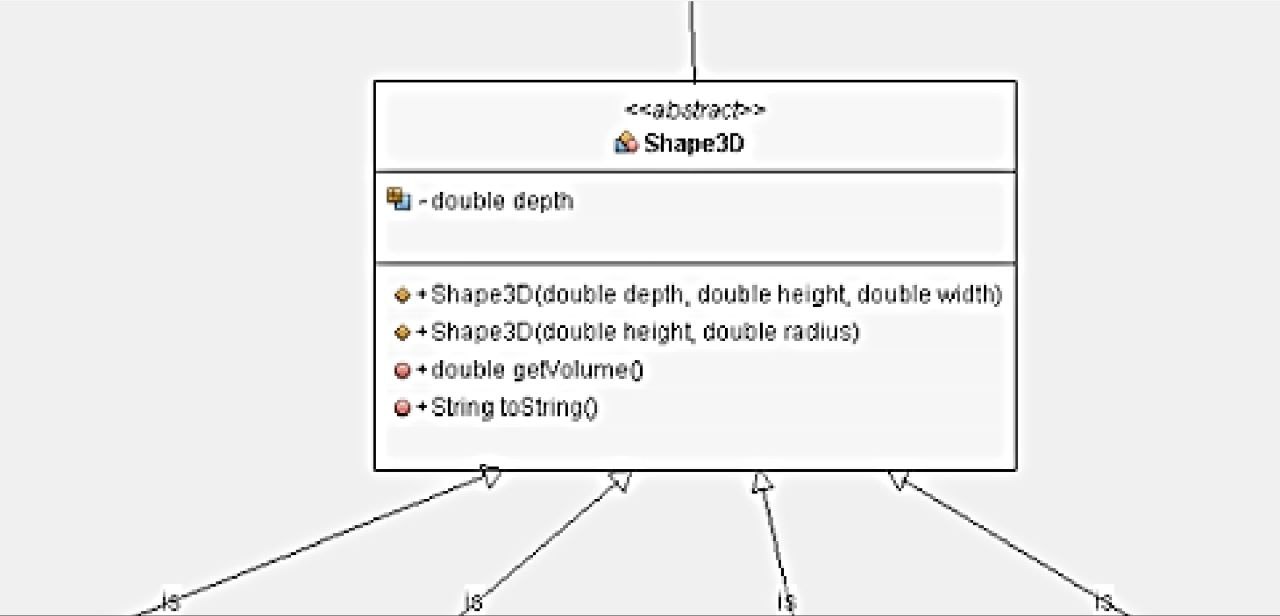 <<abstract>>
Shape3D
- double depth
+ Shape3D(double depth, double height, double width)
+ Shape3D(double height, double radius)
+ double getVolume()
+ String toString()
is
is
is
is